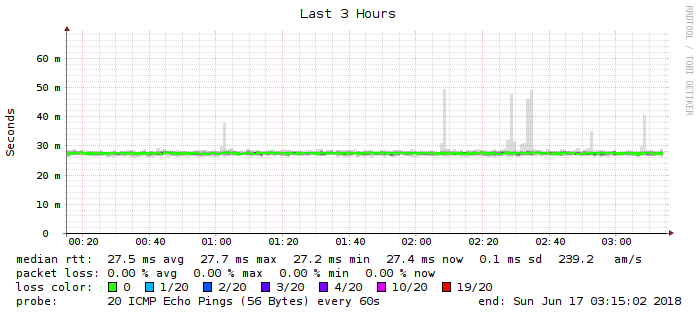 Last 3 Hours
RRDTOOL / TOBI OETIKER
Seconds
60 m
50 m
40 m
30 m
20 m
10 m
0
00:20 00:40 01:00 01:20 01:40 02:00 02:20 02:40 03:00
median rtt: 27.5 ms avg 27.7 ms max 27.2 ms min 27.4 ms now 0.1 ms sd 239.2 am/s
packet loss: 0.00 % avg 0.00 % max 0.00 % min 0.00 % now
loss color: 0 1/20 2/20 3/20 4/20 10/20 19/20
probe: 20 ICMP Echo Pings (56 Bytes) every 60s end: Sun Jun 17 03:15:02 2018